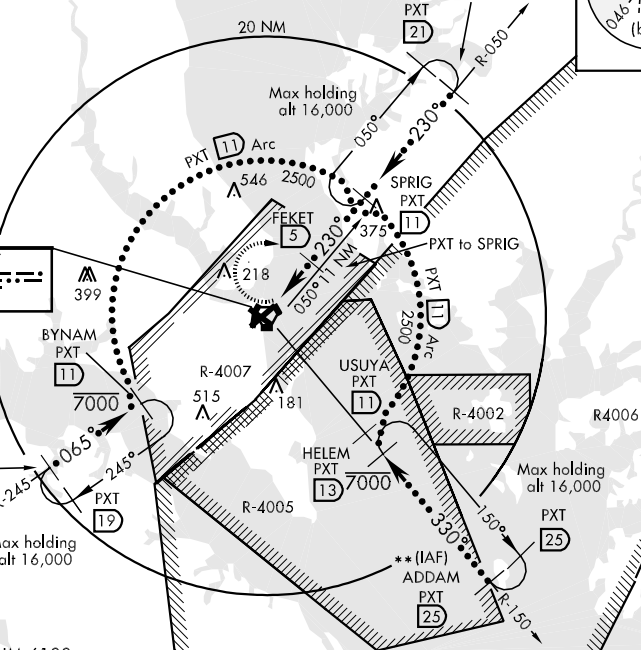 PXT
21
046
(b
20 NM
R-050
Max holding
alt 16,000
050°
230°
PXT 11 Arc
2500
546
SPRIG
PXT
11
375
FEKET
5
230°
PXT to SPRIG
218
050° 11 NM
399
PXT 11 Arc
2500
BYNAM
PXT
11
7000
R-4007
USUYA
PXT
11
515
181
R-4002
R4006
065°
245°
HELEM
PXT
13
7000
R-245
PXT
19
Max holding
alt 16,000
Max holding
alt 16,000
R-4005
150°
PXT
25
330°
**(IAF)
ADDAM
PXT
25
R-150